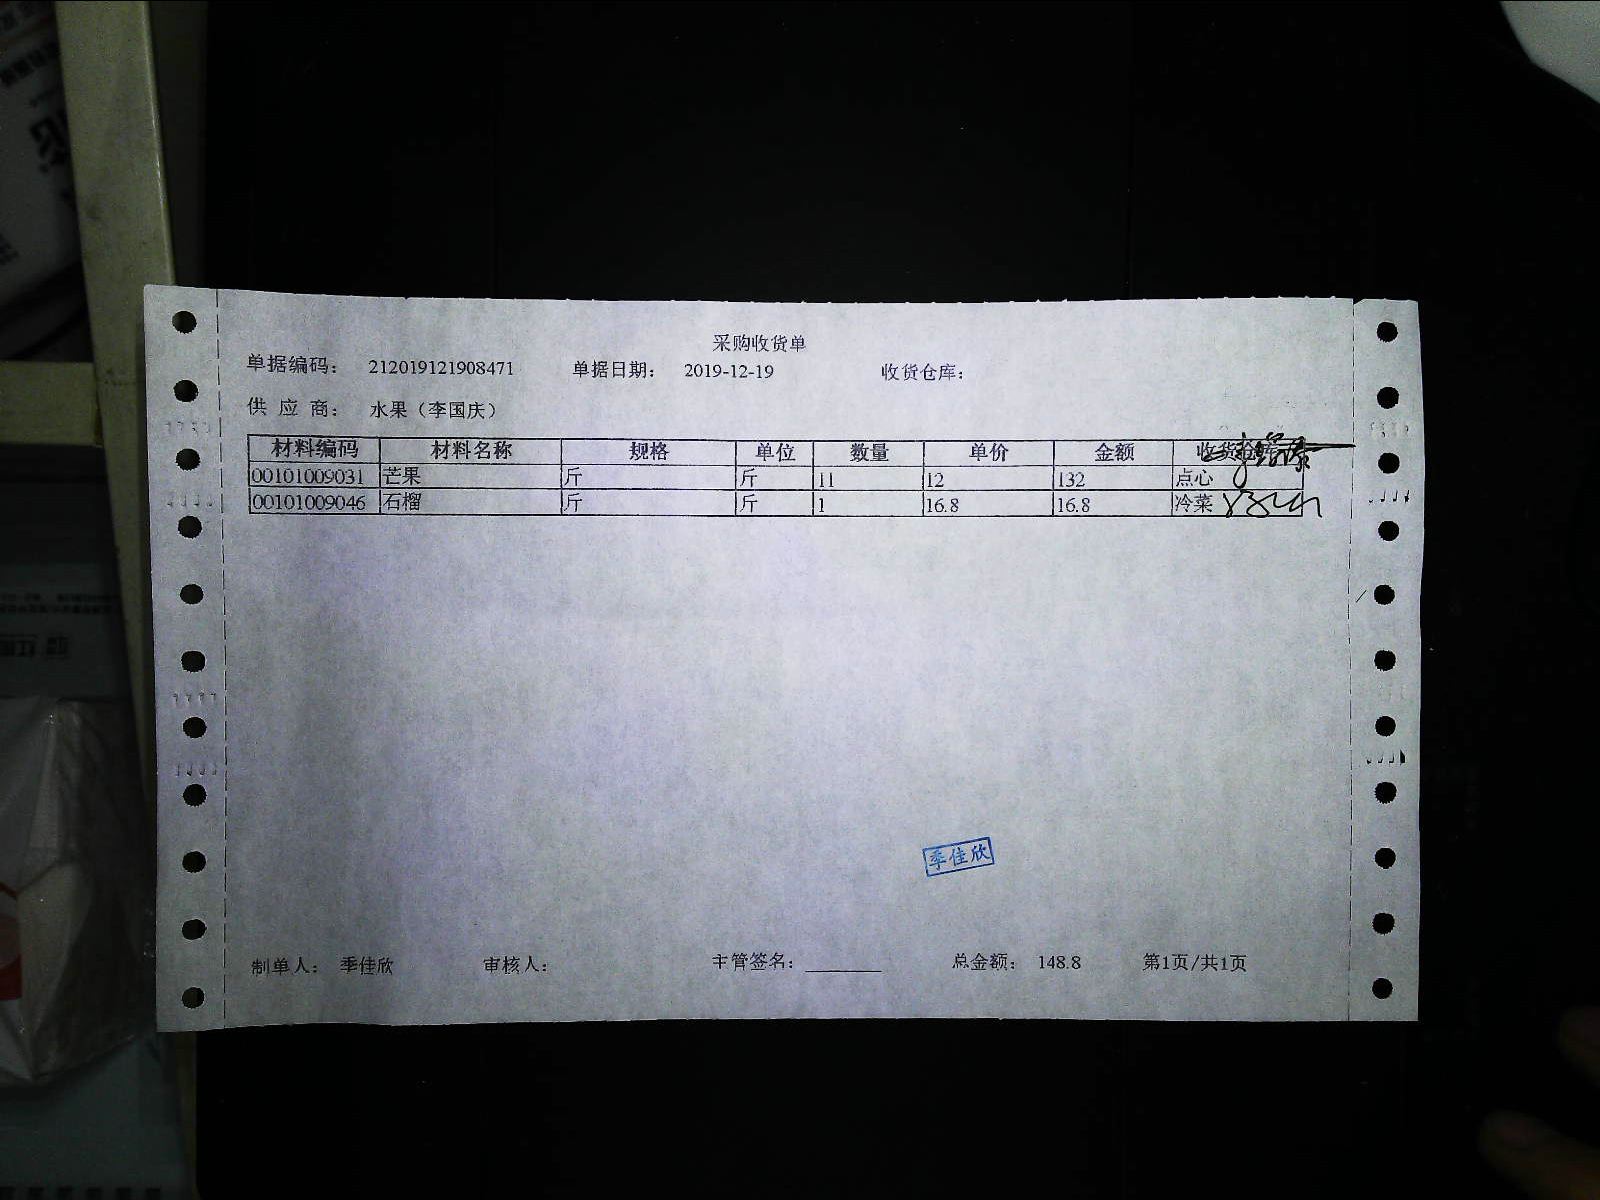 采购收货单
单据编码： 212019121908471 单据日期： 2019-12-19 收货仓库：
供 应 商： 水果（李国庆）
材料编码 材料名称 规格 单位 数量 单价 金额 收货
00101009031 芒果 斤 斤 11 12 132 点心
00101009046 石榴 斤 斤 1 16.8 16.8 冷菜
季佳欣
制单人： 季佳欣 审核人： 主管签名：________ 总金额： 148.8 第1页/共1页